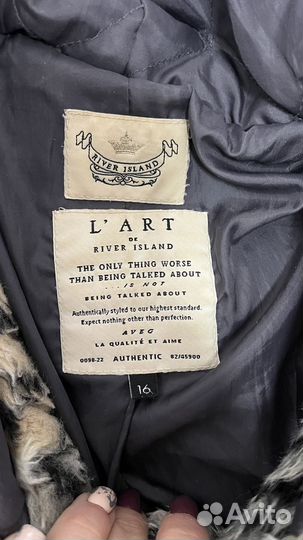 RIVER ISLAND
L'ART
DE
RIVER ISLAND
THE ONLY THING WORSE
THAN BEING TALKED ABOUT
...IS NOT
BEING TALKED ABOUT
Authentically styled to our highest standard.
Expect nothing other than perfection.
AVEC
LA QUALITÉ ET AIME
0098-22 AUTHENTIC 82/G5900
16
Avito